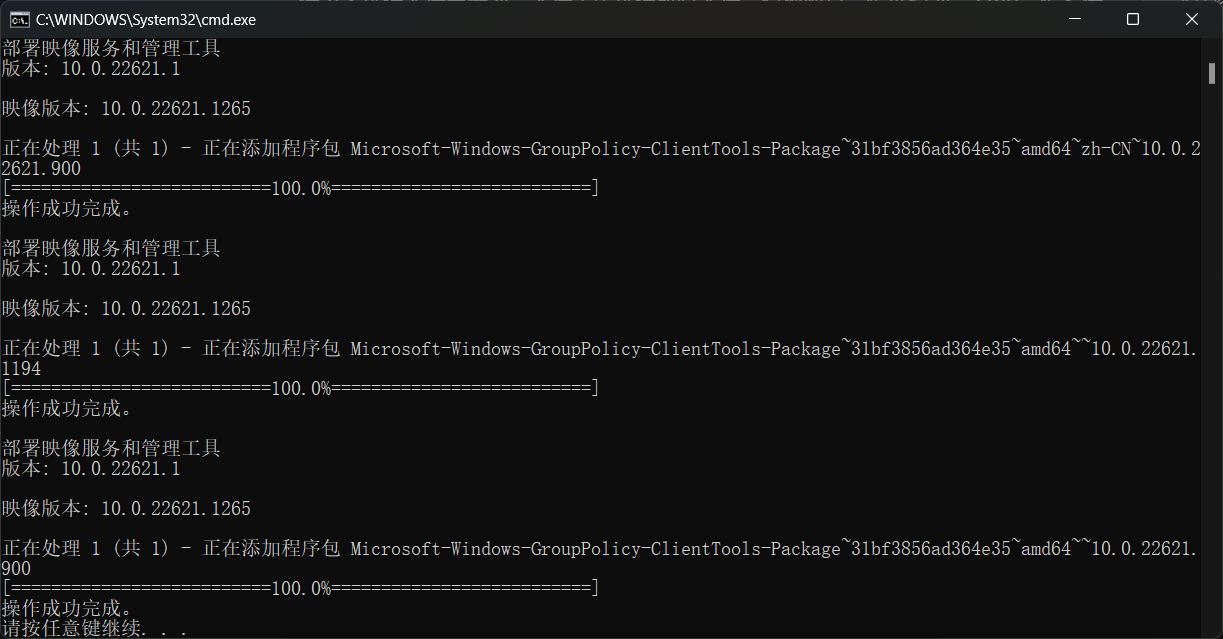 C:\WINDOWS\System32\cmd.exe
部署映像服务和管理工具
版本: 10.0.22621.1
映像版本: 10.0.22621.1265
正在处理 1 (共 1) - 正在添加程序包 Microsoft-Windows-GroupPolicy-ClientTools-Package~31bf3856ad364e35~amd64~zh-CN~10.0.2
2621.900
[==========================100.0%==========================]
操作成功完成。
部署映像服务和管理工具
版本: 10.0.22621.1
映像版本: 10.0.22621.1265
正在处理 1 (共 1) - 正在添加程序包 Microsoft-Windows-GroupPolicy-ClientTools-Package~31bf3856ad364e35~amd64~~10.0.22621.
1194
[==========================100.0%==========================]
操作成功完成。
部署映像服务和管理工具
版本: 10.0.22621.1
映像版本: 10.0.22621.1265
正在处理 1 (共 1) - 正在添加程序包 Microsoft-Windows-GroupPolicy-ClientTools-Package~31bf3856ad364e35~amd64~~10.0.22621.
900
[==========================100.0%==========================]
操作成功完成。
请按任意键继续. . .